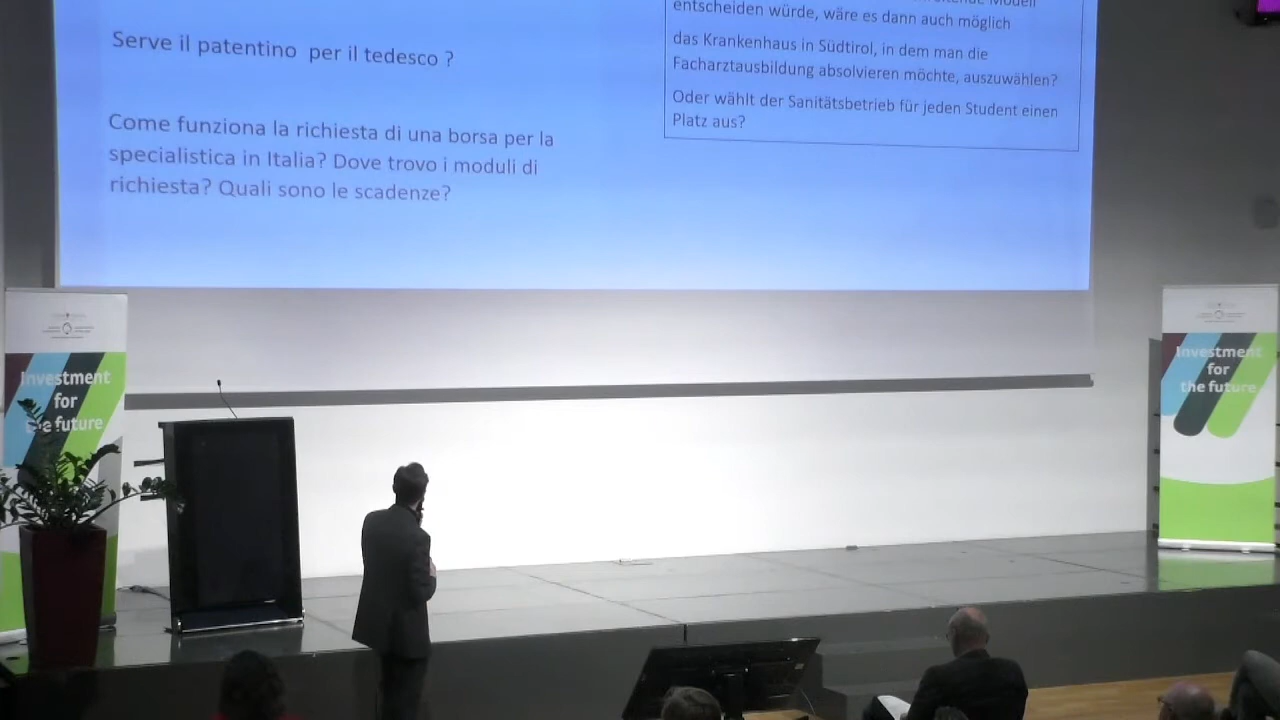 Serve il patentino per il tedesco ?
Come funziona la richiesta di una borsa per la
specialistica in Italia? Dove trovo i moduli di
richiesta? Quali sono le scadenze?
entscheiden würde, wäre es dann auch möglich
das Krankenhaus in Südtirol, in dem man die
Facharztausbildung absolvieren möchte, auszuwählen?
Oder wählt der Sanitätsbetrieb für jeden Student einen
Platz aus?
Investment
for
the future
Investment
for
the future